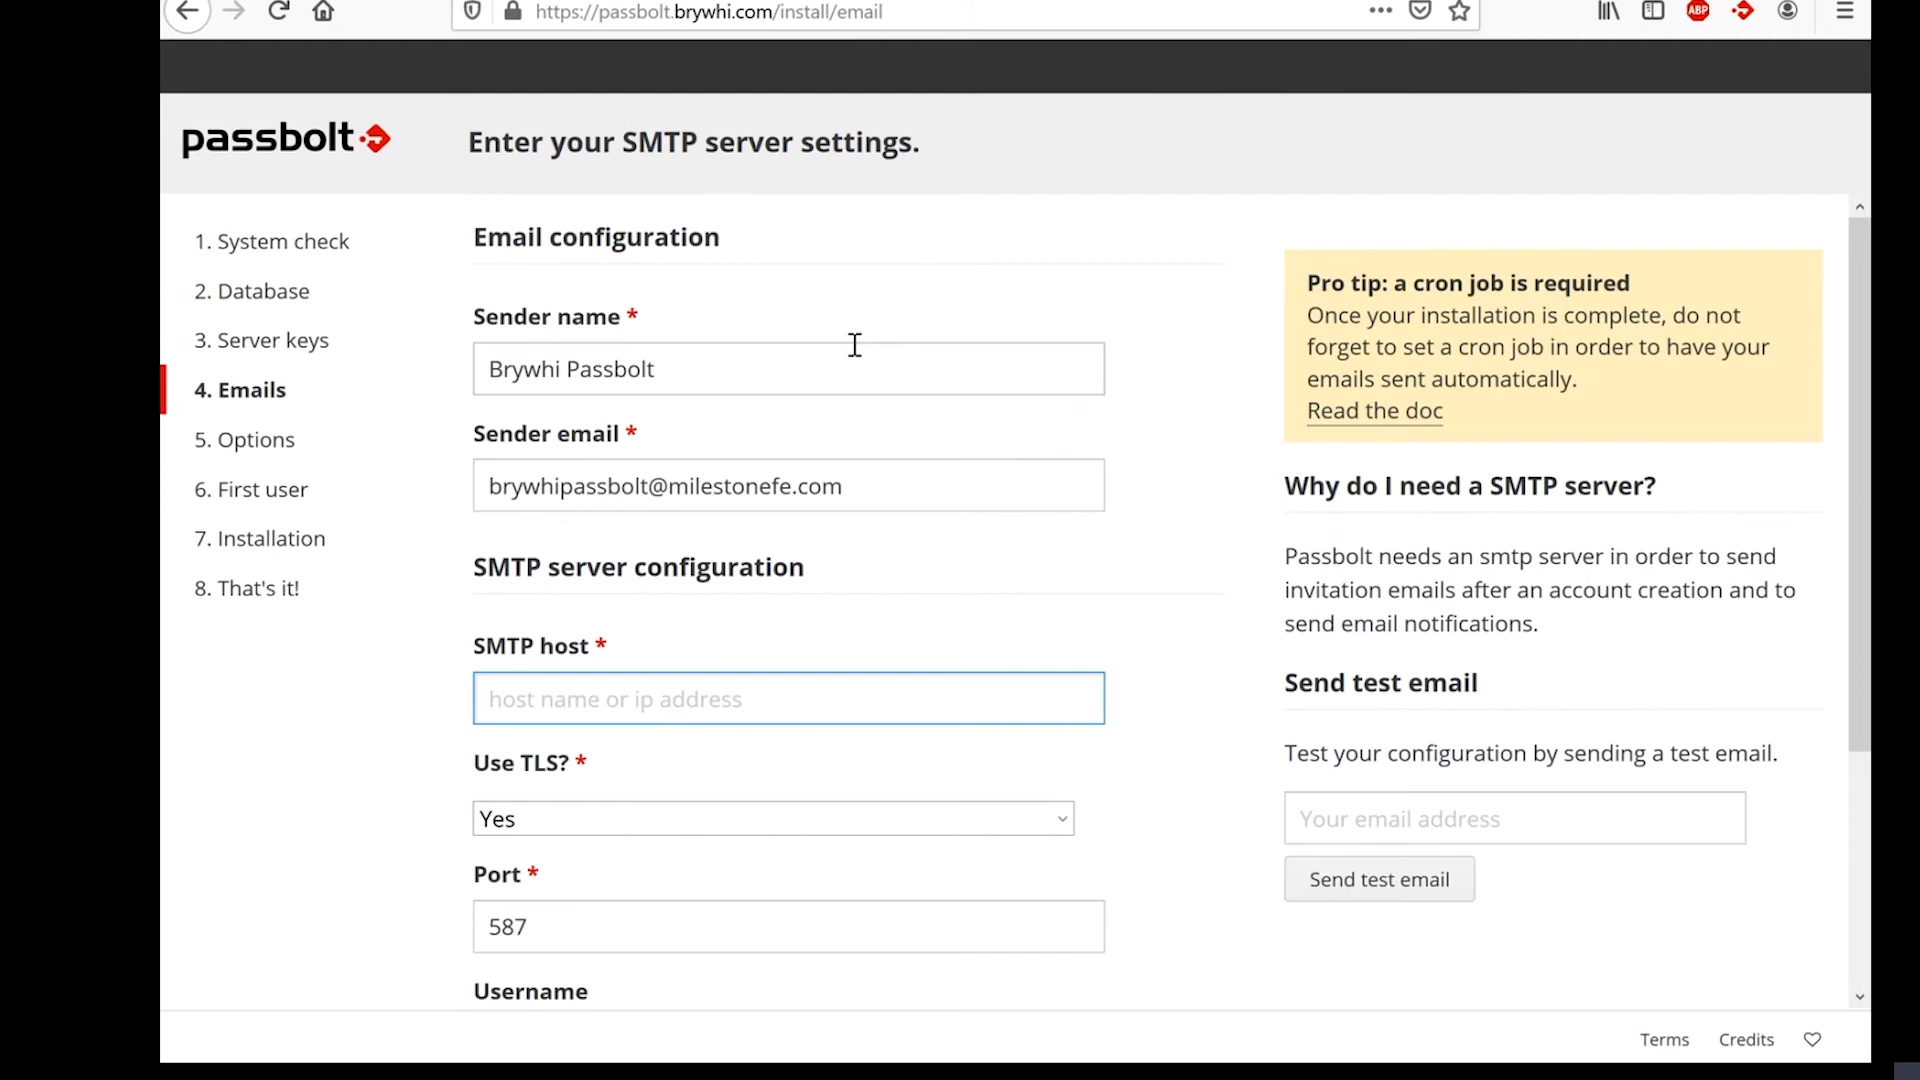 https://passbolt.brywhi.com/install/email
ABP
passbolt
Enter your SMTP server settings.
1. System check
2. Database
3. Server keys
4. Emails
5. Options
6. First user
7. Installation
8. That's it!
Email configuration
Sender name *
Brywhi Passbolt
Sender email *
brywhipassbolt@milestonefe.com
SMTP server configuration
SMTP host *
host name or ip address
Use TLS? *
Yes
Port *
587
Username
Pro tip: a cron job is required
Once your installation is complete, do not
forget to set a cron job in order to have your
emails sent automatically.
Read the doc
Why do I need a SMTP server?
Passbolt needs an smtp server in order to send
invitation emails after an account creation and to
send email notifications.
Send test email
Test your configuration by sending a test email.
Your email address
Send test email
Terms
Credits